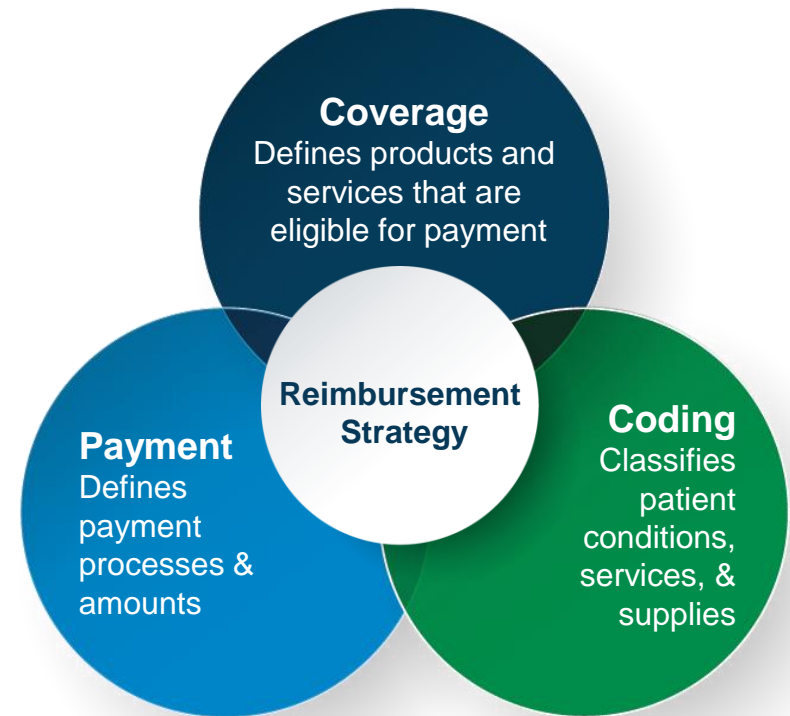 Coverage
Defines products and
services that are
eligible for payment
Reimbursement
Strategy
Payment
Defines
payment
processes &
amounts
Coding
Classifies
patient
conditions,
services, &
supplies